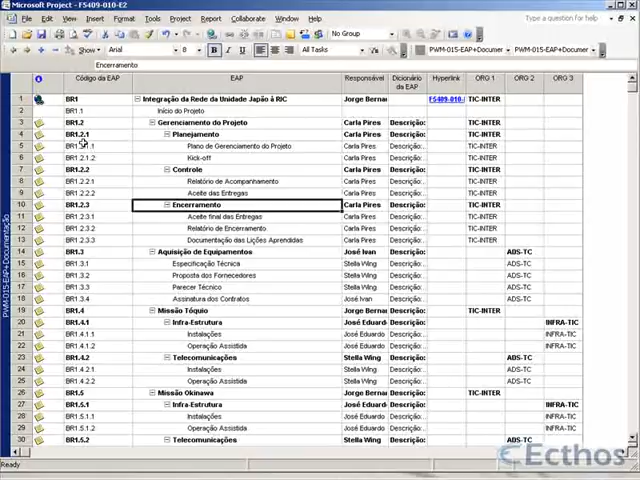 Microsoft Project - F5409-010-E2
File Edit View Insert Format Tools Project Report Collaborate Window Help
Type a question for help
Show Arial 8 B I U All Tasks No Group PWM-015-EAP+Documer PWM-015-EAP+Documer
Encerramento
Código da EAP EAP Responsável Dicionário da EAP Hyperlink ORG 1 ORG 2 ORG 3
1 BR1 Integração da Rede da Unidade Japão à RIC Jorge Bernar F5409-010- TIC-INTER
2 BR1.1 Início do Projeto
3 BR1.2 Gerenciamento do Projeto Carla Pires Descrição: TIC-INTER
4 BR1.2.1 Planejamento Carla Pires Descrição: TIC-INTER
5 BR1.2.1.1 Plano de Gerenciamento do Projeto Carla Pires Descrição:.. TIC-INTER
6 BR1.2.1.2 Kick-off Carla Pires Descrição:.. TIC-INTER
7 BR1.2.2 Controle Carla Pires Descrição: TIC-INTER
8 BR1.2.2.1 Relatório de Acompanhamento Carla Pires Descrição:.. TIC-INTER
9 BR1.2.2.2 Aceite das Entregas Carla Pires Descrição:.. TIC-INTER
10 BR1.2.3 Encerramento Carla Pires Descrição: TIC-INTER
11 BR1.2.3.1 Aceite final das Entregas Carla Pires Descrição:.. TIC-INTER
12 BR1.2.3.2 Relatório de Encerramento Carla Pires Descrição:.. TIC-INTER
13 BR1.2.3.3 Documentação das Lições Aprendidas Carla Pires Descrição:.. TIC-INTER
14 BR1.3 Aquisição de Equipamentos José Ivan Descrição: ADS-TC
15 BR1.3.1 Especificação Técnica Stella Wing Descrição:.. ADS-TC
16 BR1.3.2 Proposta dos Fornecedores Stella Wing Descrição:.. ADS-TC
17 BR1.3.3 Parecer Técnico Stella Wing Descrição:.. ADS-TC
18 BR1.3.4 Assinatura dos Contratos José Ivan Descrição:.. ADS-TC
19 BR1.4 Missão Tóquio Jorge Bernar Descrição: TIC-INTER
20 BR1.4.1 Infra-Estrutura José Eduardo Descrição: INFRA-TIC
21 BR1.4.1.1 Instalações José Eduardo Descrição:.. INFRA-TIC
22 BR1.4.1.2 Operação Assistida José Eduardo Descrição:.. INFRA-TIC
23 BR1.4.2 Telecomunicações Stella Wing Descrição: ADS-TC
24 BR1.4.2.1 Instalações Stella Wing Descrição:.. ADS-TC
25 BR1.4.2.2 Operação Assistida Stella Wing Descrição:.. ADS-TC
26 BR1.5 Missão Okinawa Jorge Bernar Descrição: TIC-INTER
27 BR1.5.1 Infra-Estrutura José Eduardo Descrição: INFRA-TIC
28 BR1.5.1.1 Instalações José Eduardo Descrição:.. INFRA-TIC
29 BR1.5.1.2 Operação Assistida José Eduardo Descrição:.. INFRA-TIC
30 BR1.5.2 Telecomunicações Stella Wing Descrição: ADS-TC
PWM-015-EAP+Documentação
Ready
Ecthos